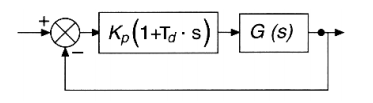 +
−
K_p(1+T_d · s)
G (s)